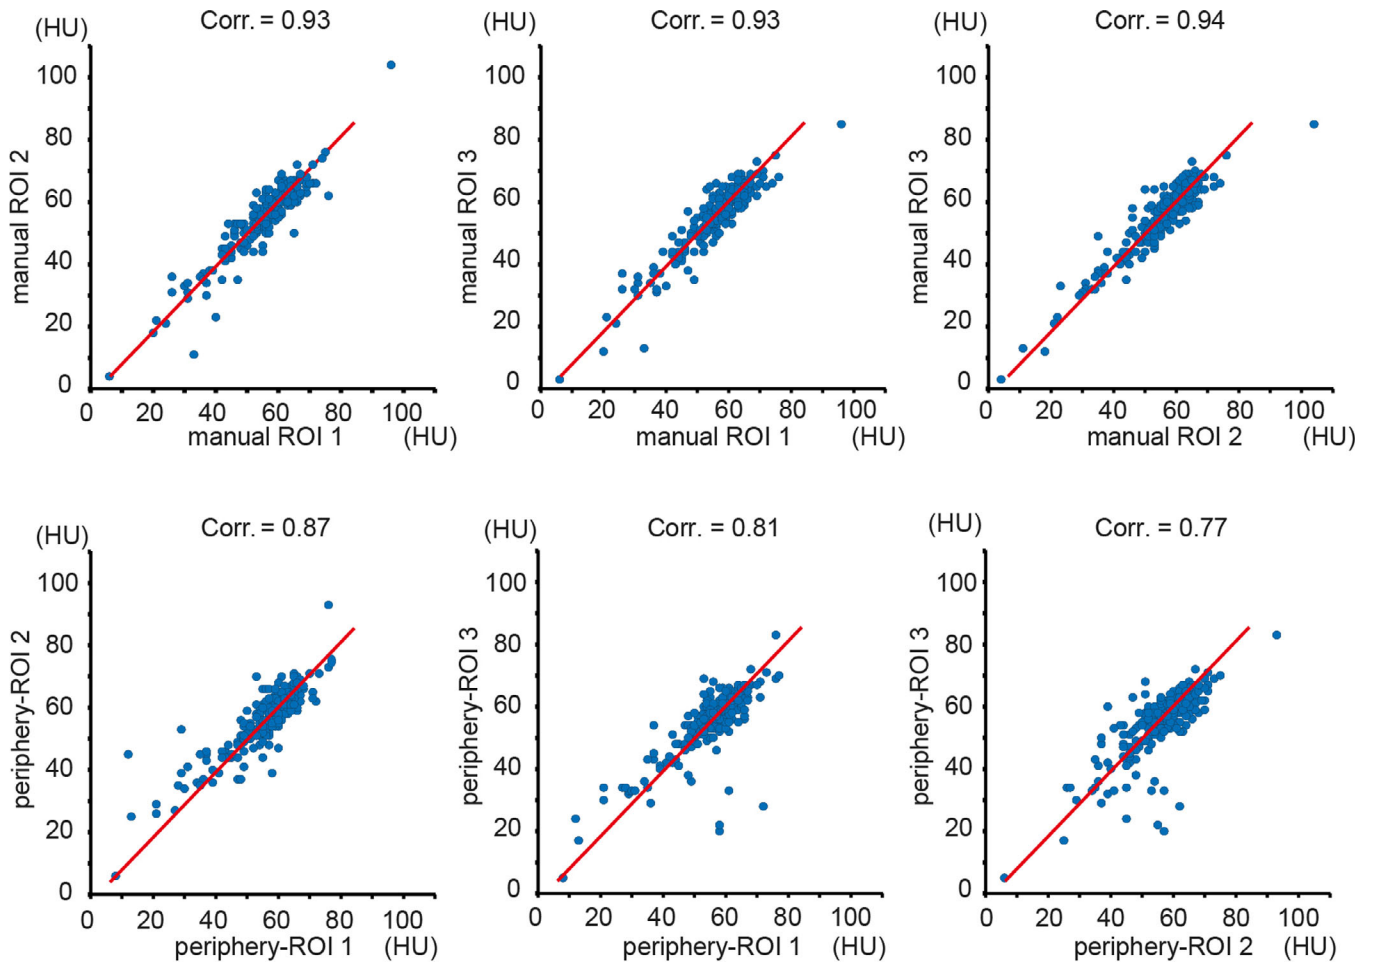 (HU) Corr. = 0.93
100
80
60
40
20
0
manual ROI 2
0 20 40 60 80 100
manual ROI 1 (HU)
(HU) Corr. = 0.93
100
80
60
40
20
0
manual ROI 3
0 20 40 60 80 100
manual ROI 1 (HU)
(HU) Corr. = 0.94
100
80
60
40
20
0
manual ROI 3
0 20 40 60 80 100
manual ROI 2 (HU)
(HU) Corr. = 0.87
100
80
60
40
20
0
periphery-ROI 2
0 20 40 60 80 100
periphery-ROI 1 (HU)
(HU) Corr. = 0.81
100
80
60
40
20
0
periphery-ROI 3
0 20 40 60 80 100
periphery-ROI 1 (HU)
(HU) Corr. = 0.77
100
80
60
40
20
0
periphery-ROI 3
0 20 40 60 80 100
periphery-ROI 2 (HU)